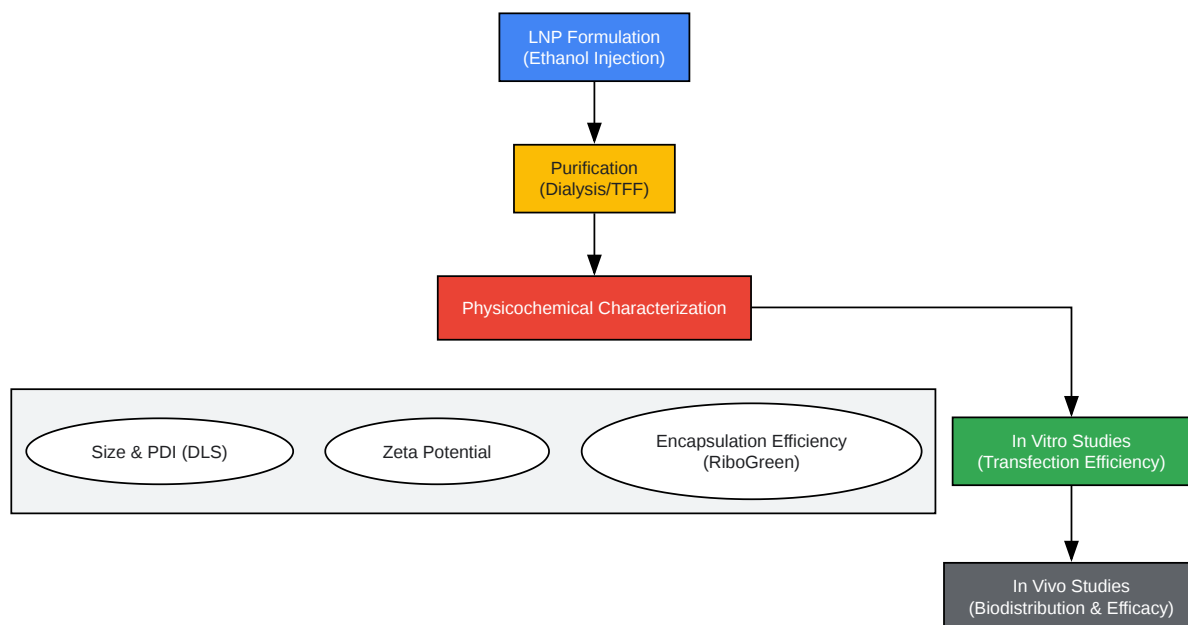 LNP Formulation
(Ethanol Injection)
Purification
(Dialysis/TFF)
Physicochemical Characterization
Size & PDI (DLS)
Zeta Potential
Encapsulation Efficiency
(RiboGreen)
In Vitro Studies
(Transfection Efficiency)
In Vivo Studies
(Biodistribution & Efficacy)